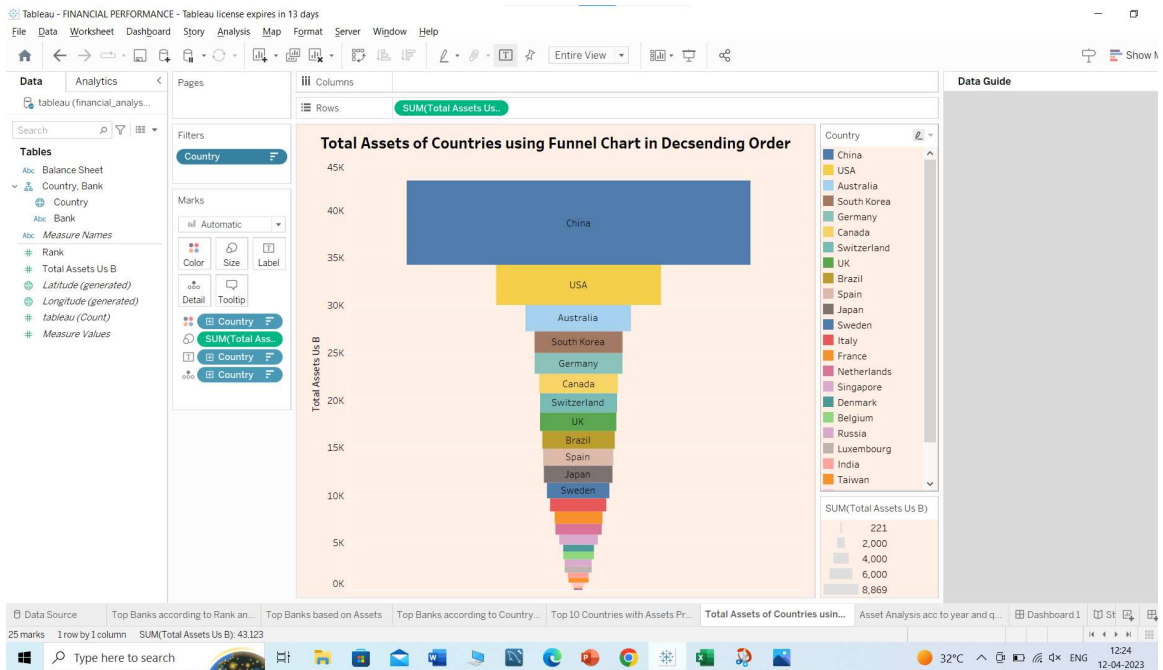 Tableau - FINANCIAL PERFORMANCE - Tableau license expires in 13 days
File Data Worksheet Dashboard Story Analysis Map Format Server Window Help
Entire View
Show M
Data Analytics
tableau (financial_analys...
Search
Tables
Abc Balance Sheet
Country, Bank
Country
Abc Bank
Abc Measure Names
# Rank
# Total Assets Us B
Latitude (generated)
Longitude (generated)
# tableau (Count)
# Measure Values
Pages
Filters
Country
Marks
Automatic
Color Size Label
Detail Tooltip
Country
SUM(Total Ass..
Country
Country
Columns
Rows
SUM(Total Assets Us..
Total Assets of Countries using Funnel Chart in Decsending Order
Total Assets Us B
45K
40K
35K
30K
25K
20K
15K
10K
5K
0K
China
USA
Australia
South Korea
Germany
Canada
Switzerland
UK
Brazil
Spain
Japan
Sweden
Country
China
USA
Australia
South Korea
Germany
Canada
Switzerland
UK
Brazil
Spain
Japan
Sweden
Italy
France
Netherlands
Singapore
Denmark
Belgium
Russia
Luxembourg
India
Taiwan
SUM(Total Assets Us B)
221
2,000
4,000
6,000
8,869
Data Guide
Data Source Top Banks according to Rank an... Top Banks based on Assets Top Banks according to Country... Top 10 Countries with Assets Pr... Total Assets of Countries usin... Asset Analysis acc to year and q... Dashboard 1 St
25 marks 1 row by 1 column SUM(Total Assets Us B): 43,123
Type here to search
32°C
ENG
12:24
12-04-2023